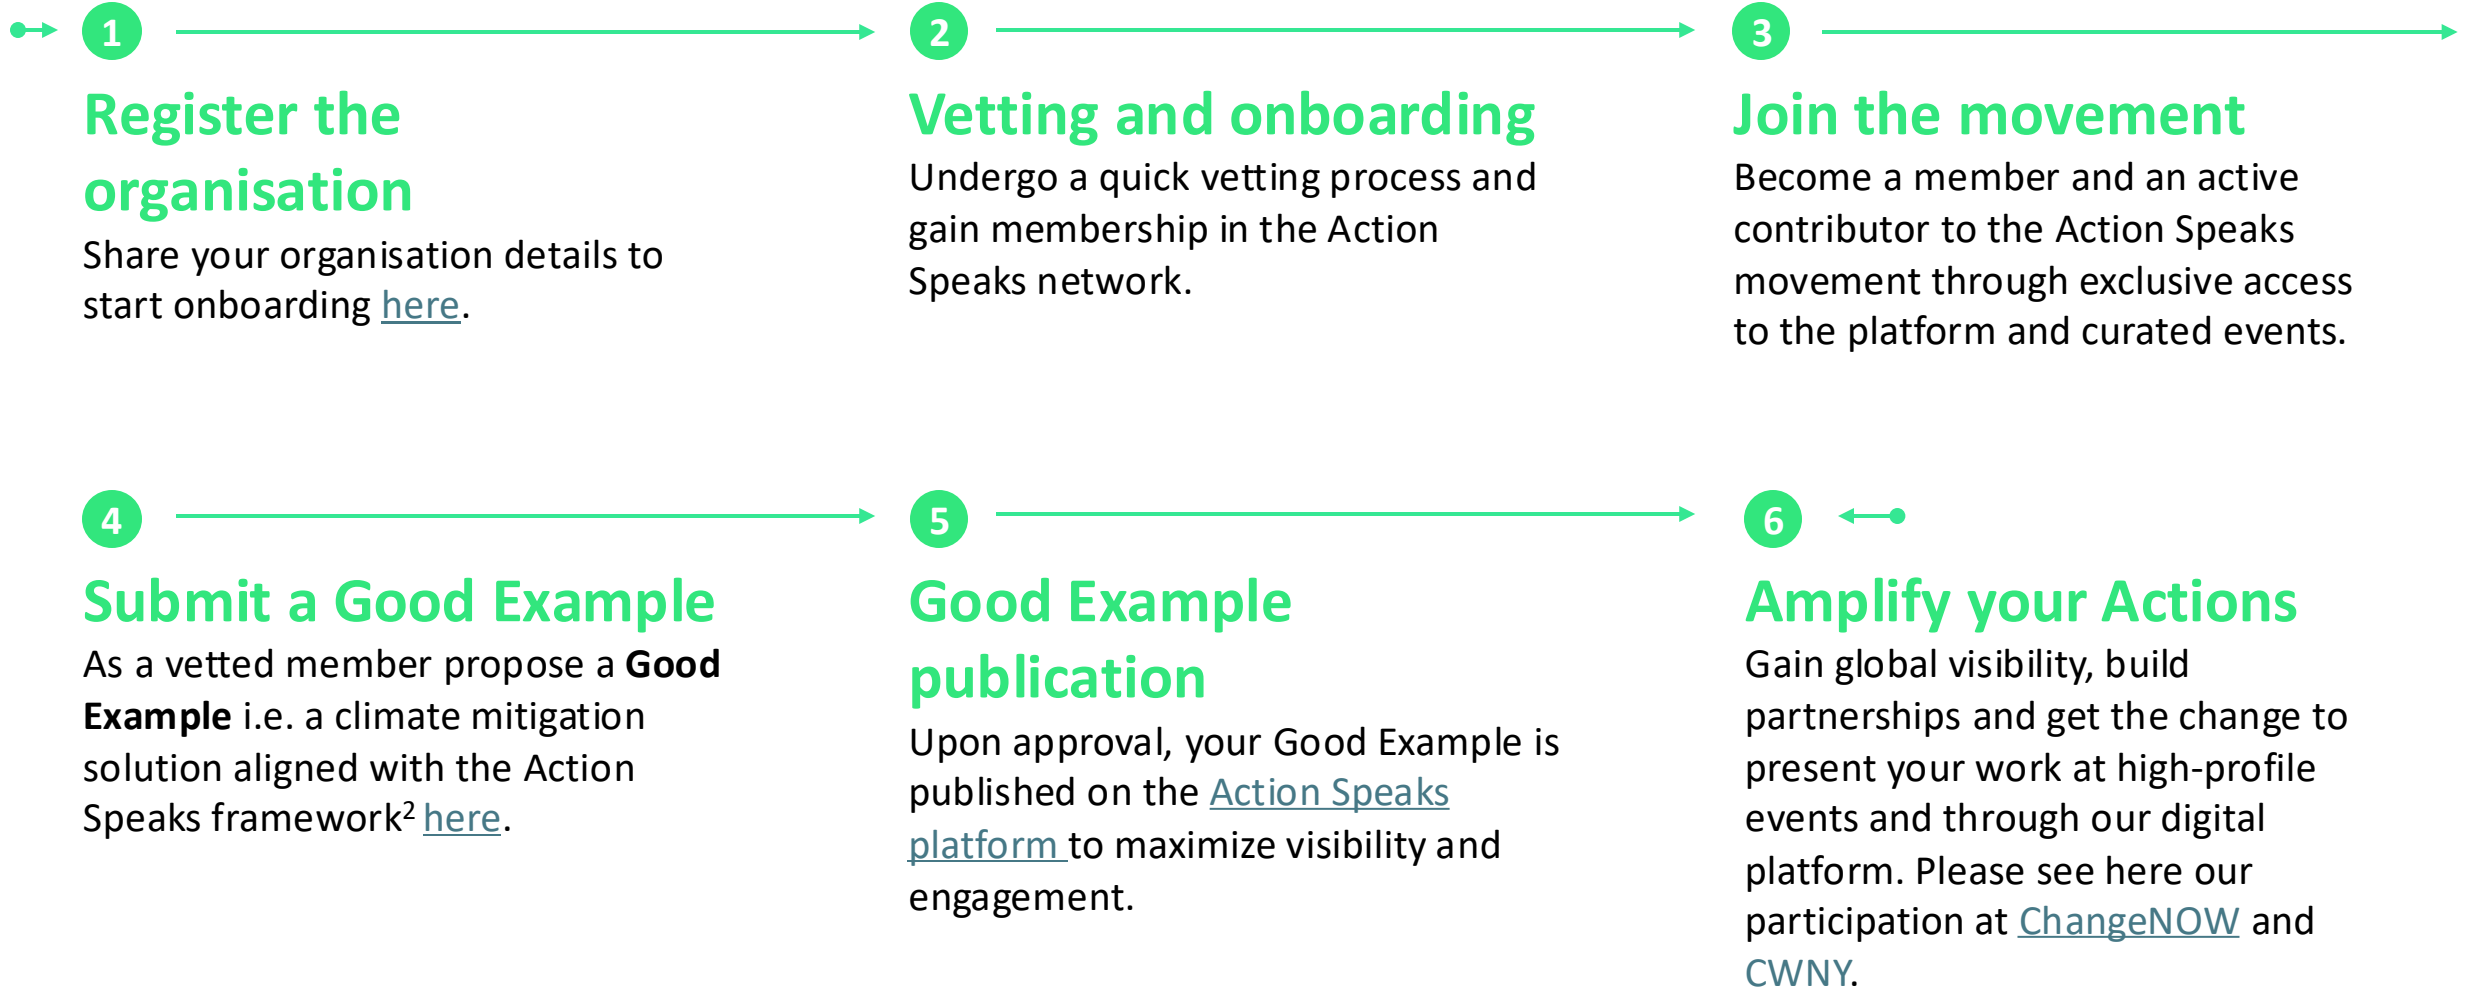 1
Register the
organisation
Share your organisation details to
start onboarding here.
2
Vetting and onboarding
Undergo a quick vetting process and
gain membership in the Action
Speaks network.
3
Join the movement
Become a member and an active
contributor to the Action Speaks
movement through exclusive access
to the platform and curated events.
4
Submit a Good Example
As a vetted member propose a Good
Example i.e. a climate mitigation
solution aligned with the Action
Speaks framework² here.
5
Good Example
publication
Upon approval, your Good Example is
published on the Action Speaks
platform to maximize visibility and
engagement.
6
Amplify your Actions
Gain global visibility, build
partnerships and get the change to
present your work at high-profile
events and through our digital
platform. Please see here our
participation at ChangeNOW and
CWNY.